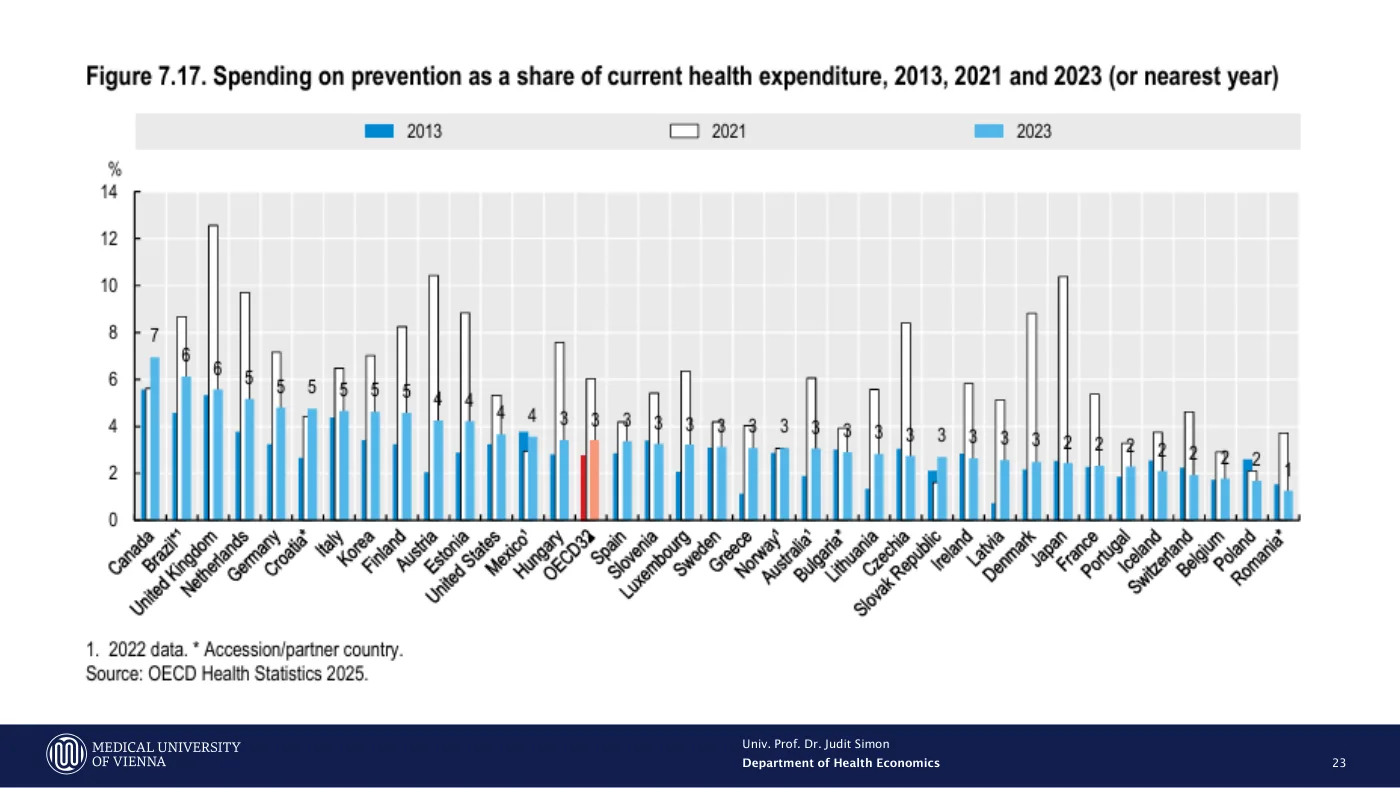 Figure 7.17. Spending on prevention as a share of current health expenditure, 2013, 2021 and 2023 (or nearest year)
2013 2021 2023
%
14
12
10
8
6
4
2
0
7 6 6 5 5 5 5 5 5 4 4 4 4 3 3 3 3 3 3 3 3 3 3 3 3 3 3 3 3 2 2 2 2 2 2 2 1
Canada
Brazil*¹
United Kingdom
Netherlands
Germany
Croatia*
Italy
Korea
Finland
Austria
Estonia
United States
Mexico¹
Hungary
OECD32
Spain
Slovenia
Luxembourg
Sweden
Greece
Norway¹
Australia¹
Bulgaria*
Lithuania
Czechia
Slovak Republic
Ireland
Latvia
Denmark
Japan
France
Portugal
Iceland
Switzerland
Belgium
Poland
Romania*
1. 2022 data. * Accession/partner country.
Source: OECD Health Statistics 2025.
MEDICAL UNIVERSITY
OF VIENNA
Univ. Prof. Dr. Judit Simon
Department of Health Economics
23